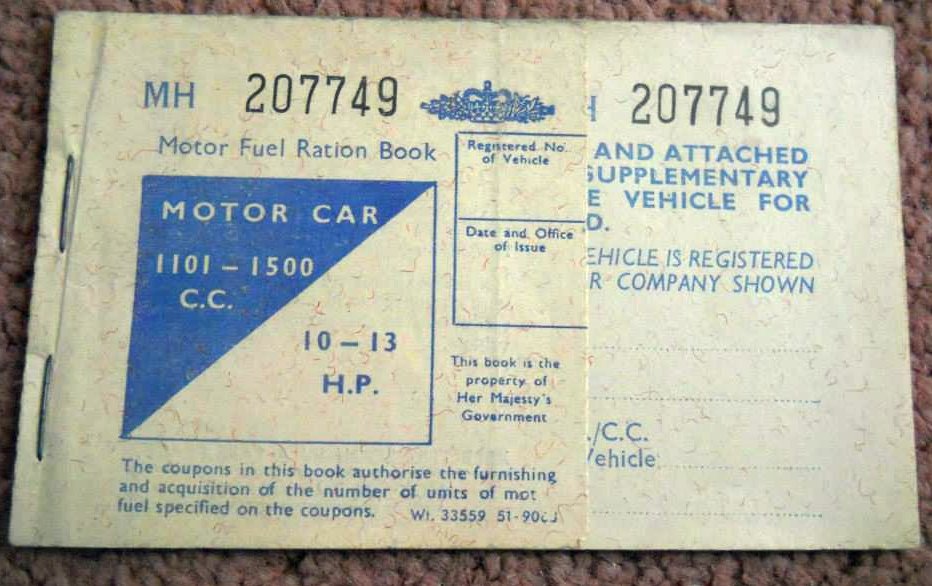 MH 207749
Motor Fuel Ration Book
MOTOR CAR
1101 – 1500
C.C.
10 – 13
H.P.
Registered No.
of Vehicle
Date and Office
of Issue
This book is the
property of
Her Majesty's
Government
The coupons in this book authorise the furnishing
and acquisition of the number of units of mot
fuel specified on the coupons. Wt. 33559
H 207749
AND ATTACHED
SUPPLEMENTARY
E VEHICLE FOR
D.
EHICLE IS REGISTERED
R COMPANY SHOWN
./C.C.
Vehicle